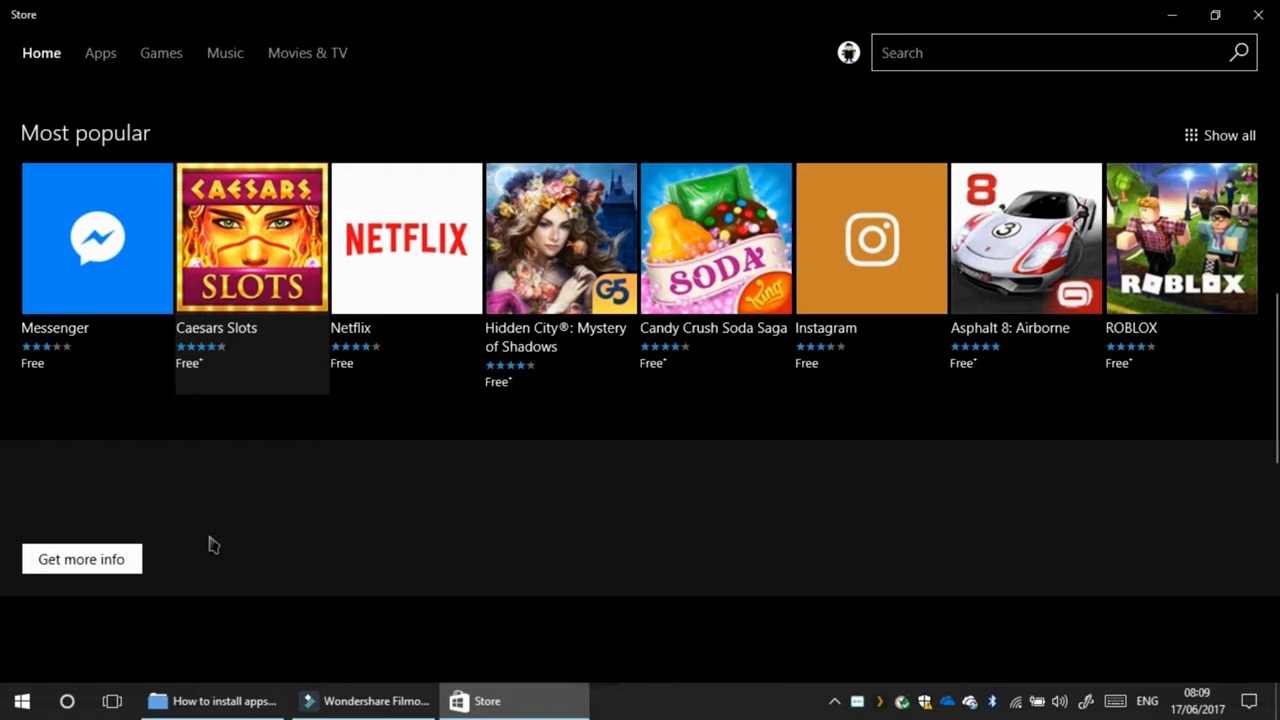 Store
Home Apps Games Music Movies & TV
Search
Most popular
Show all
CAESARS
SLOTS
NETFLIX
G5
SODA
King
8
3
ROBLOX
Messenger
Free
Caesars Slots
Free*
Netflix
Free
Hidden City®: Mystery
of Shadows
Free*
Candy Crush Soda Saga
Free*
Instagram
Free
Asphalt 8: Airborne
Free*
ROBLOX
Free*
Get more info
How to install apps...
Wondershare Filmo...
Store
ENG
08:09
17/06/2017